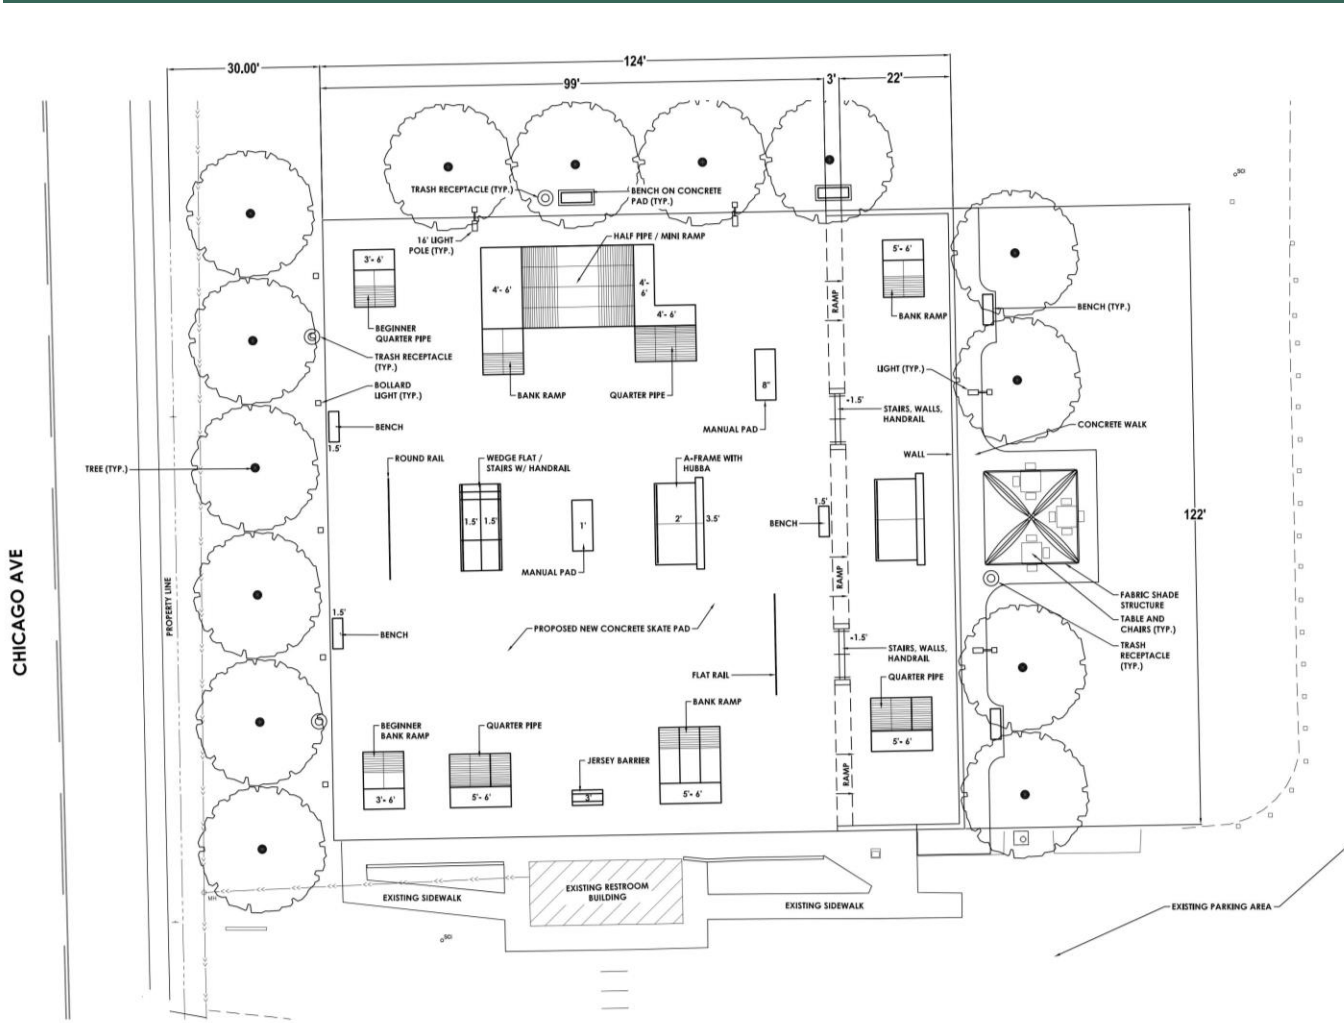 124'
30.00'
99'
3'
22'
TRASH RECEPTACLE (TYP.)
BENCH ON CONCRETE
PAD (TYP.)
16' LIGHT
POLE (TYP.)
HALF PIPE / MINI RAMP
3'- 6'
4'- 6'
4'-
6'
4'- 6'
5'- 6'
RAMP
BEGINNER
QUARTER PIPE
BANK RAMP
BENCH (TYP.)
TRASH RECEPTACLE
(TYP.)
BOLLARD
LIGHT (TYP.)
BANK RAMP
QUARTER PIPE
8"
LIGHT (TYP.)
-1.5'
STAIRS, WALLS,
HANDRAIL
BENCH
1.5'
MANUAL PAD
CONCRETE WALK
TREE (TYP.)
ROUND RAIL
WEDGE FLAT /
STAIRS W/ HANDRAIL
A-FRAME WITH
HUBBA
WALL
1.5'
1.5'
1'
2'
3.5'
1.5'
BENCH
122'
MANUAL PAD
RAMP
CHICAGO AVE
PROPERTY LINE
1.5'
BENCH
PROPOSED NEW CONCRETE SKATE PAD
FABRIC SHADE
STRUCTURE
TABLE AND
CHAIRS (TYP.)
TRASH
RECEPTACLE
(TYP.)
-1.5'
STAIRS, WALLS,
HANDRAIL
FLAT RAIL
QUARTER PIPE
BANK RAMP
BEGINNER
BANK RAMP
QUARTER PIPE
5'- 6'
JERSEY BARRIER
RAMP
3'- 6'
5'- 6'
3'
5'- 6'
EXISTING SIDEWALK
EXISTING RESTROOM
BUILDING
EXISTING SIDEWALK
EXISTING PARKING AREA
MH